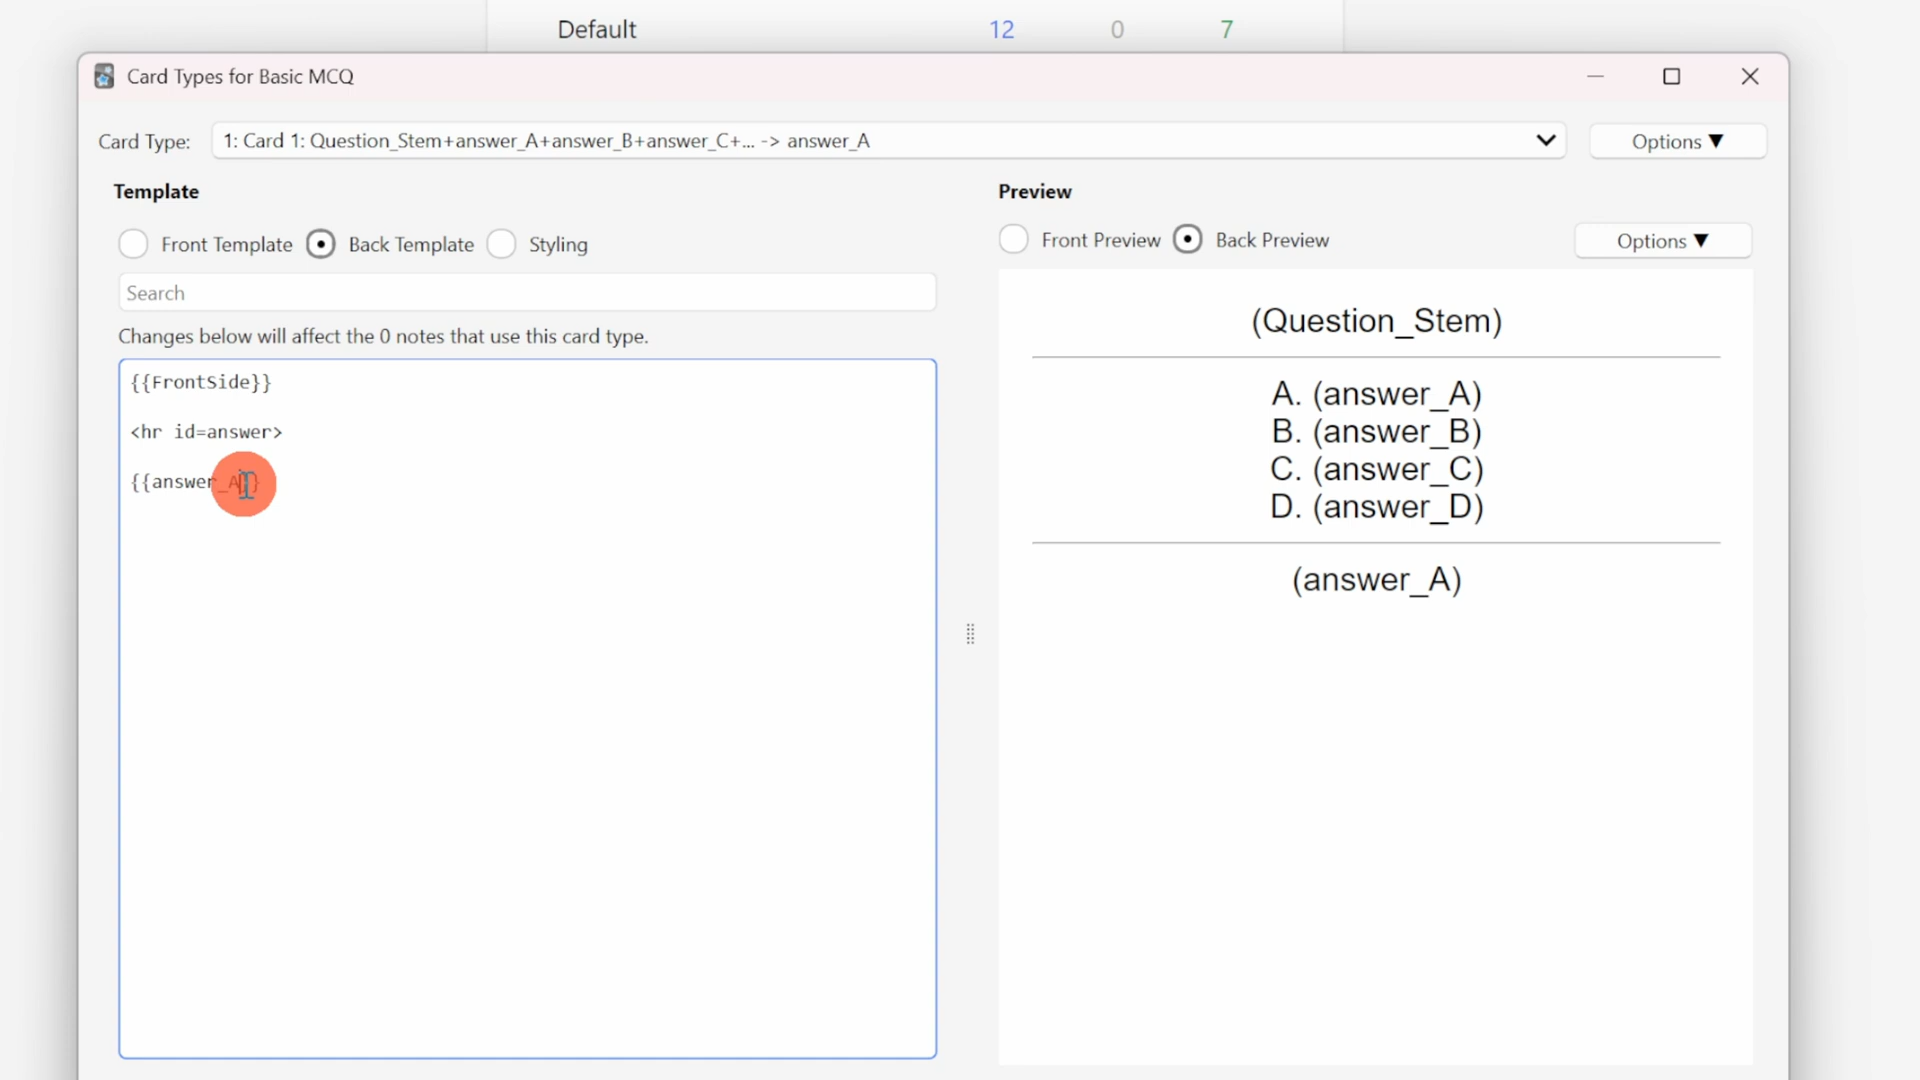 Default 12 0 7
Card Types for Basic MCQ
Card Type: 1: Card 1: Question_Stem+answer_A+answer_B+answer_C+... -> answer_A Options ▼
Template
Front Template Back Template Styling
Search
Changes below will affect the 0 notes that use this card type.
{{FrontSide}}
<hr id=answer>
{{answer_A}}
Preview
Front Preview Back Preview Options ▼
(Question_Stem)
A. (answer_A)
B. (answer_B)
C. (answer_C)
D. (answer_D)
(answer_A)